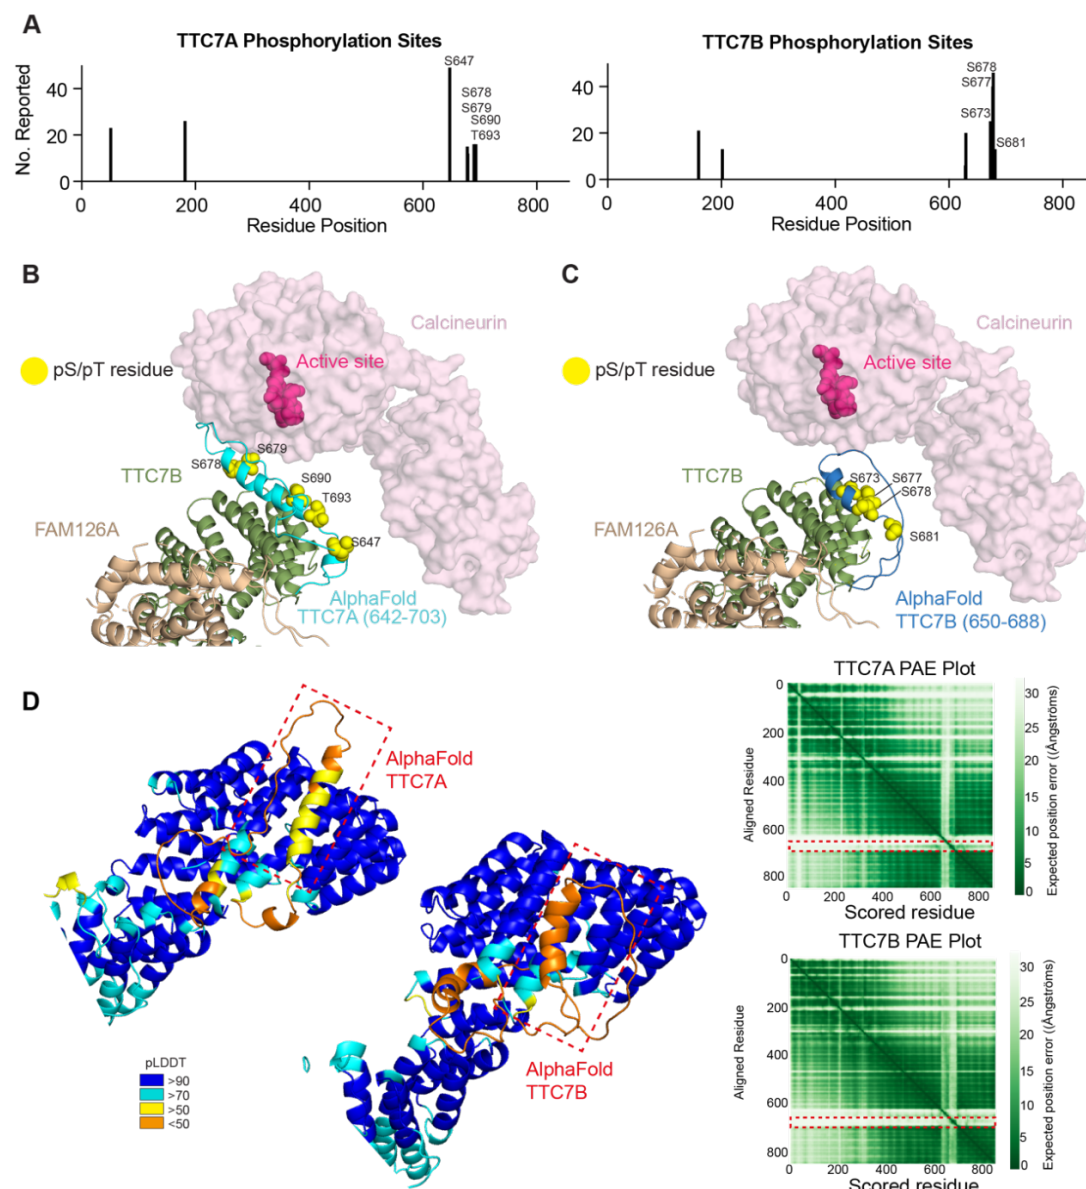 A
TTC7A Phosphorylation Sites
No. Reported
40
20
0
S647
S678
S679
S690
T693
0
200
400
600
800
Residue Position
TTC7B Phosphorylation Sites
40
20
0
S678
S677
S673
S681
0
200
400
600
800
Residue Position
B
Calcineurin
pS/pT residue
Active site
S679
S678
TTC7B
S690
T693
FAM126A
S647
AlphaFold
TTC7A (642-703)
C
Calcineurin
pS/pT residue
Active site
TTC7B
S673
S677
S678
FAM126A
S681
AlphaFold
TTC7B (650-688)
D
AlphaFold
TTC7A
AlphaFold
TTC7B
pLDDT
>90
>70
>50
<50
TTC7A PAE Plot
Aligned Residue
0
200
400
600
800
0
200
400
600
800
Scored residue
30
25
20
15
10
5
0
Expected position error ((Ångströms)
TTC7B PAE Plot
Aligned Residue
0
200
400
600
800
0
200
400
600
800
Scored residue
30
25
20
15
10
5
0
Expected position error ((Ångströms)